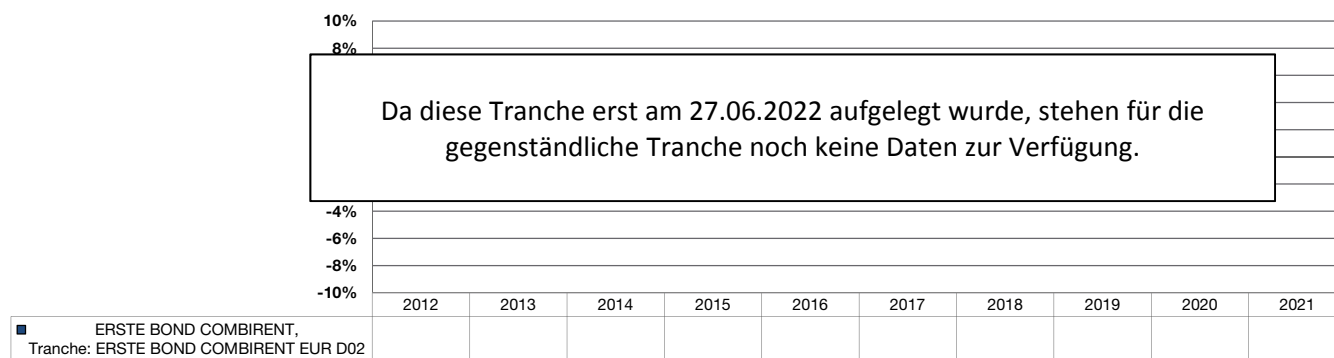 10%
8%
Da diese Tranche erst am 27.06.2022 aufgelegt wurde, stehen für die
gegenständliche Tranche noch keine Daten zur Verfügung.
-4%
-6%
-8%
-10%
2012 2013 2014 2015 2016 2017 2018 2019 2020 2021
ERSTE BOND COMBIRENT,
Tranche: ERSTE BOND COMBIRENT EUR D02